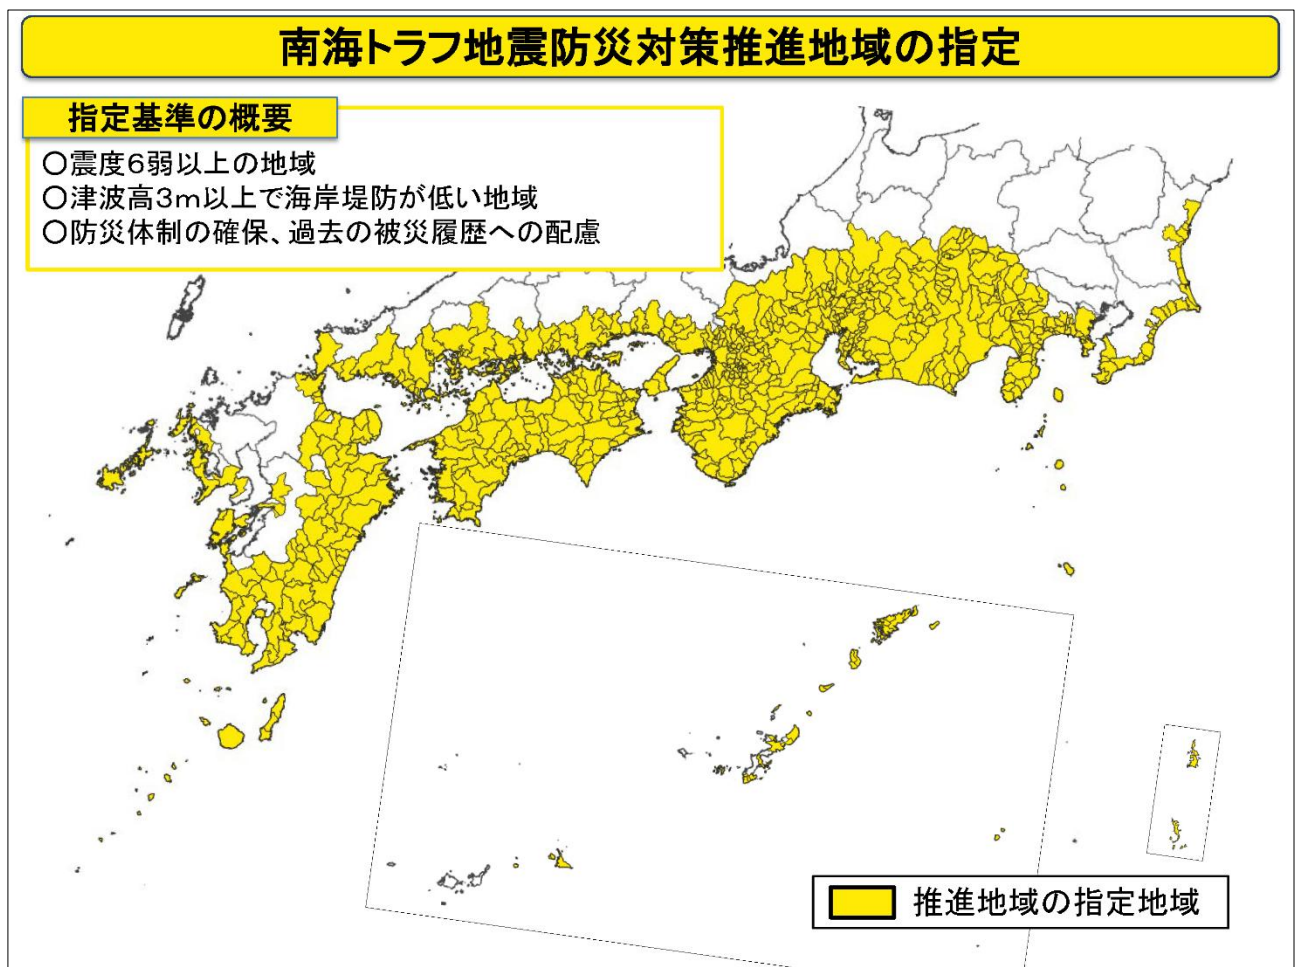 南海トラフ地震防災対策推進地域の指定
指定基準の概要
○震度6弱以上の地域
○津波高3m以上で海岸堤防が低い地域
○防災体制の確保、過去の被災履歴への配慮
推進地域の指定地域